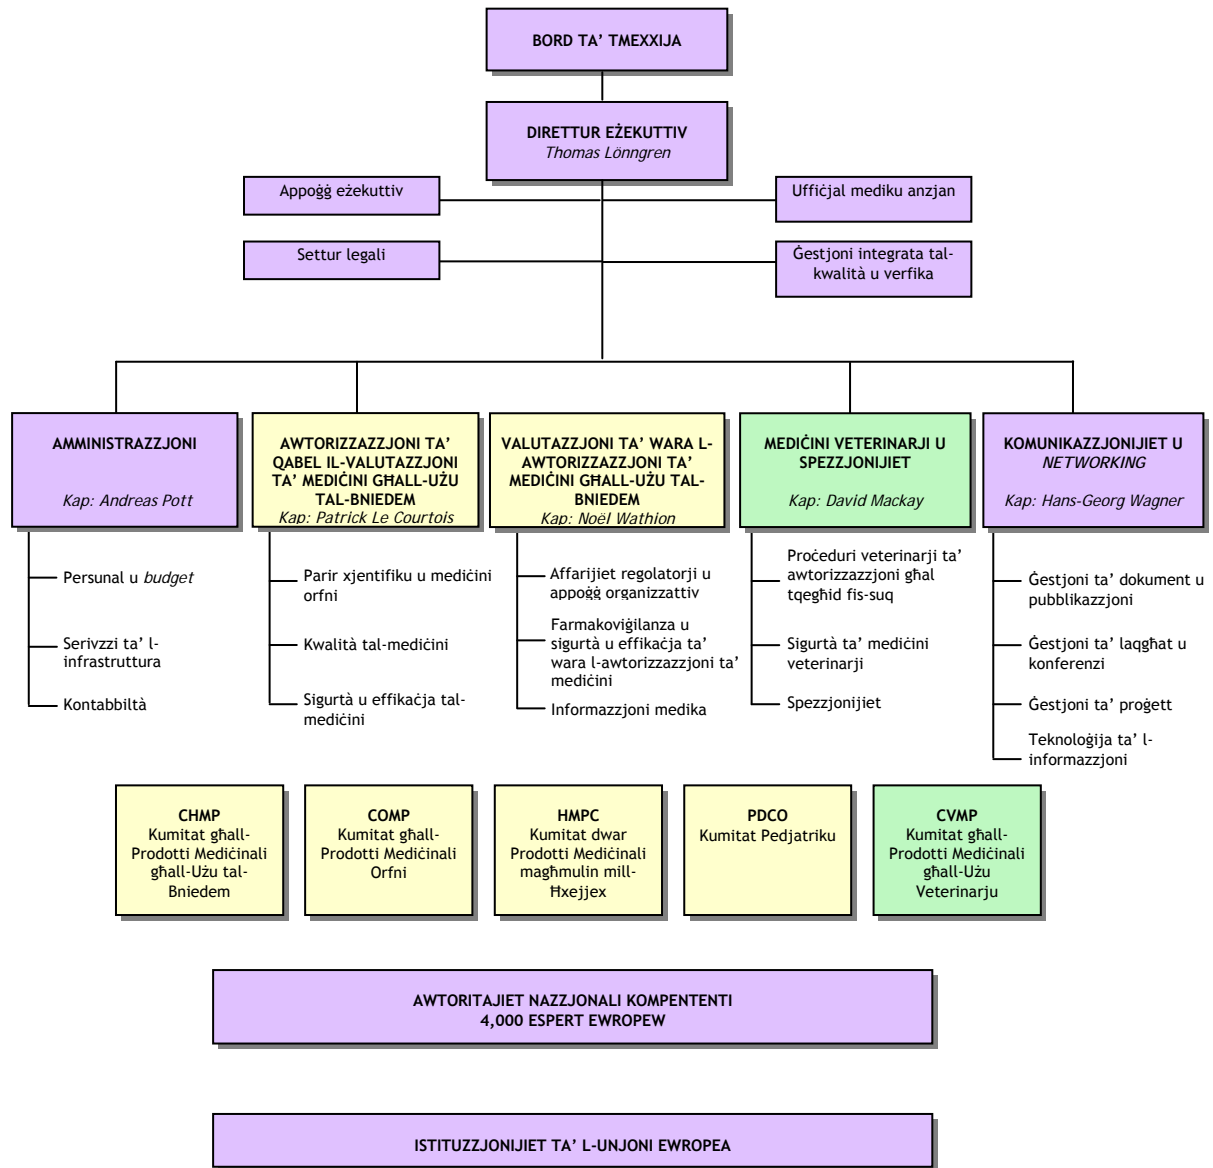 BORD TA’ TMEXXIJA
DIRETTUR EŻEKUTTIV
Thomas Lönngren
Appoġġ eżekuttiv
Uffiċjal mediku anzjan
Settur legali
Ġestjoni integrata tal-
kwalità u verfika
AMMINISTRAZZJONI
Kap: Andreas Pott
AWTORIZZAZZJONI TA’
QABEL IL-VALUTAZZJONI
TA’ MEDIĊINI GĦALL-UŻU
TAL-BNIEDEM
Kap: Patrick Le Courtois
VALUTAZZJONI TA’ WARA L-
AWTORIZZAZZJONI TA’
MEDIĊINI GĦALL-UŻU TAL-
BNIEDEM
Kap: Noël Wathion
MEDIĊINI VETERINARJI U
SPEZZJONIJIET
Kap: David Mackay
KOMUNIKAZZJONIJIET U
NETWORKING
Kap: Hans-Georg Wagner
Persunal u budget
Serivzzi ta’ l-
infrastruttura
Kontabbiltà
Parir xjentifiku u mediċini
orfni
Kwalità tal-mediċini
Sigurtà u effikaċja tal-
mediċini
Affarijiet regolatorji u
appoġġ organizzattiv
Farmakoviġilanza u
sigurtà u effikaċja ta’
wara l-awtorizzazzjoni ta’
mediċini
Informazzjoni medika
Proċeduri veterinarji ta’
awtorizzazzjoni għal
tqegħid fis-suq
Sigurtà ta’ mediċini
veterinarji
Spezzjonijiet
Ġestjoni ta’ dokument u
pubblikazzjoni
Ġestjoni ta’ laqgħat u
konferenzi
Ġestjoni ta’ proġett
Teknoloġija ta’ l-
informazzjoni
CHMP
Kumitat għall-
Prodotti Mediċinali
għall-Użu tal-
Bniedem
COMP
Kumitat għall-
Prodotti Mediċinali
Orfni
HMPC
Kumitat dwar
Prodotti Mediċinali
magħmulin mill-
Ħxejjex
PDCO
Kumitat Pedjatriku
CVMP
Kumitat għall-
Prodotti Mediċinali
għall-Użu
Veterinarju
AWTORITAJIET NAZZJONALI KOMPENTENTI
4,000 ESPERT EWROPEW
ISTITUZZJONIJIET TA’ L-UNJONI EWROPEA